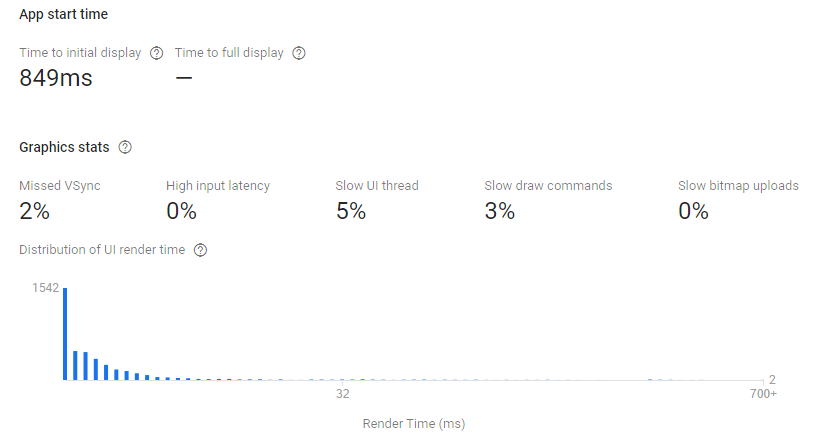 App start time
Time to initial display ? Time to full display ?
849ms —
Graphics stats ?
Missed VSync High input latency Slow UI thread Slow draw commands Slow bitmap uploads
2% 0% 5% 3% 0%
Distribution of UI render time ?
1542
2
32 700+
Render Time (ms)